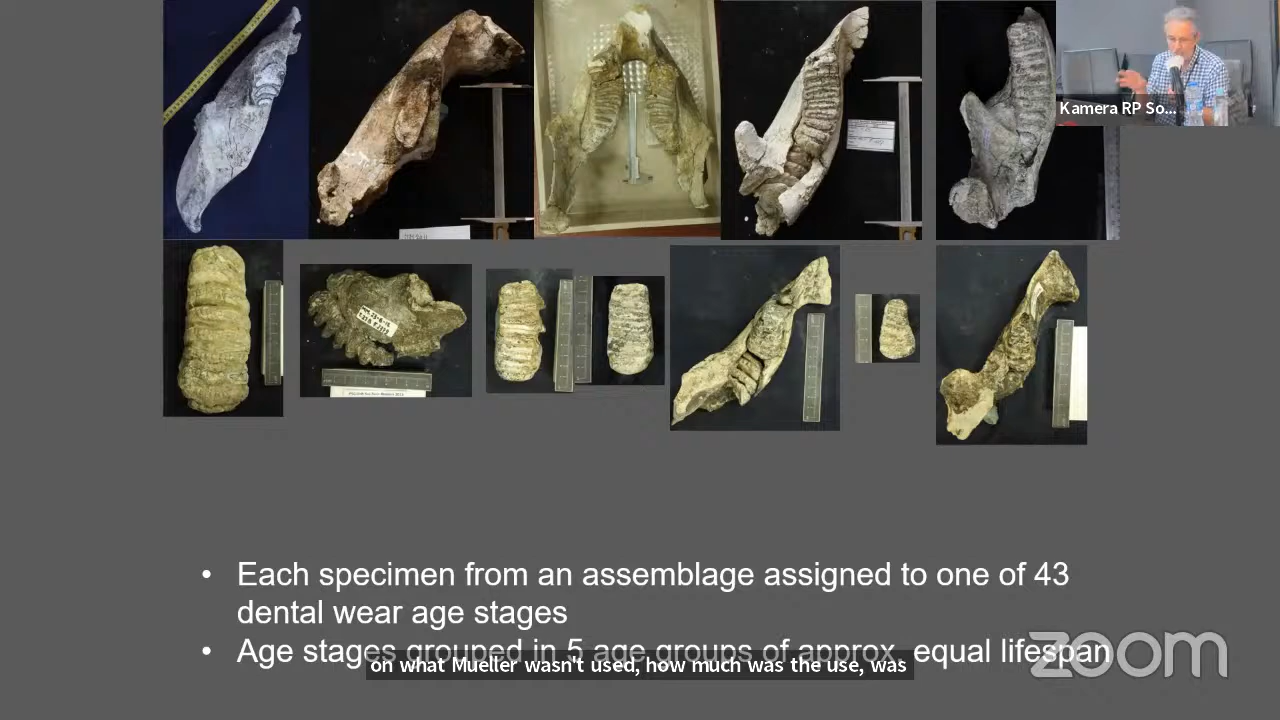 Kamera RP So...
• Each specimen from an assemblage assigned to one of 43
dental wear age stages
• Age stages grouped in 5 age groups of approx. equal lifespan
on what Mueller wasn't used, how much was the use, was
zoom